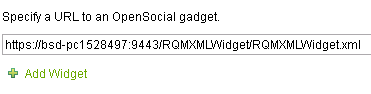 Specify a URL to an OpenSocial gadget.
https://bsd-pc1528497:9443/RQMXMLWidget/RQMXMLWidget.xml
Add Widget